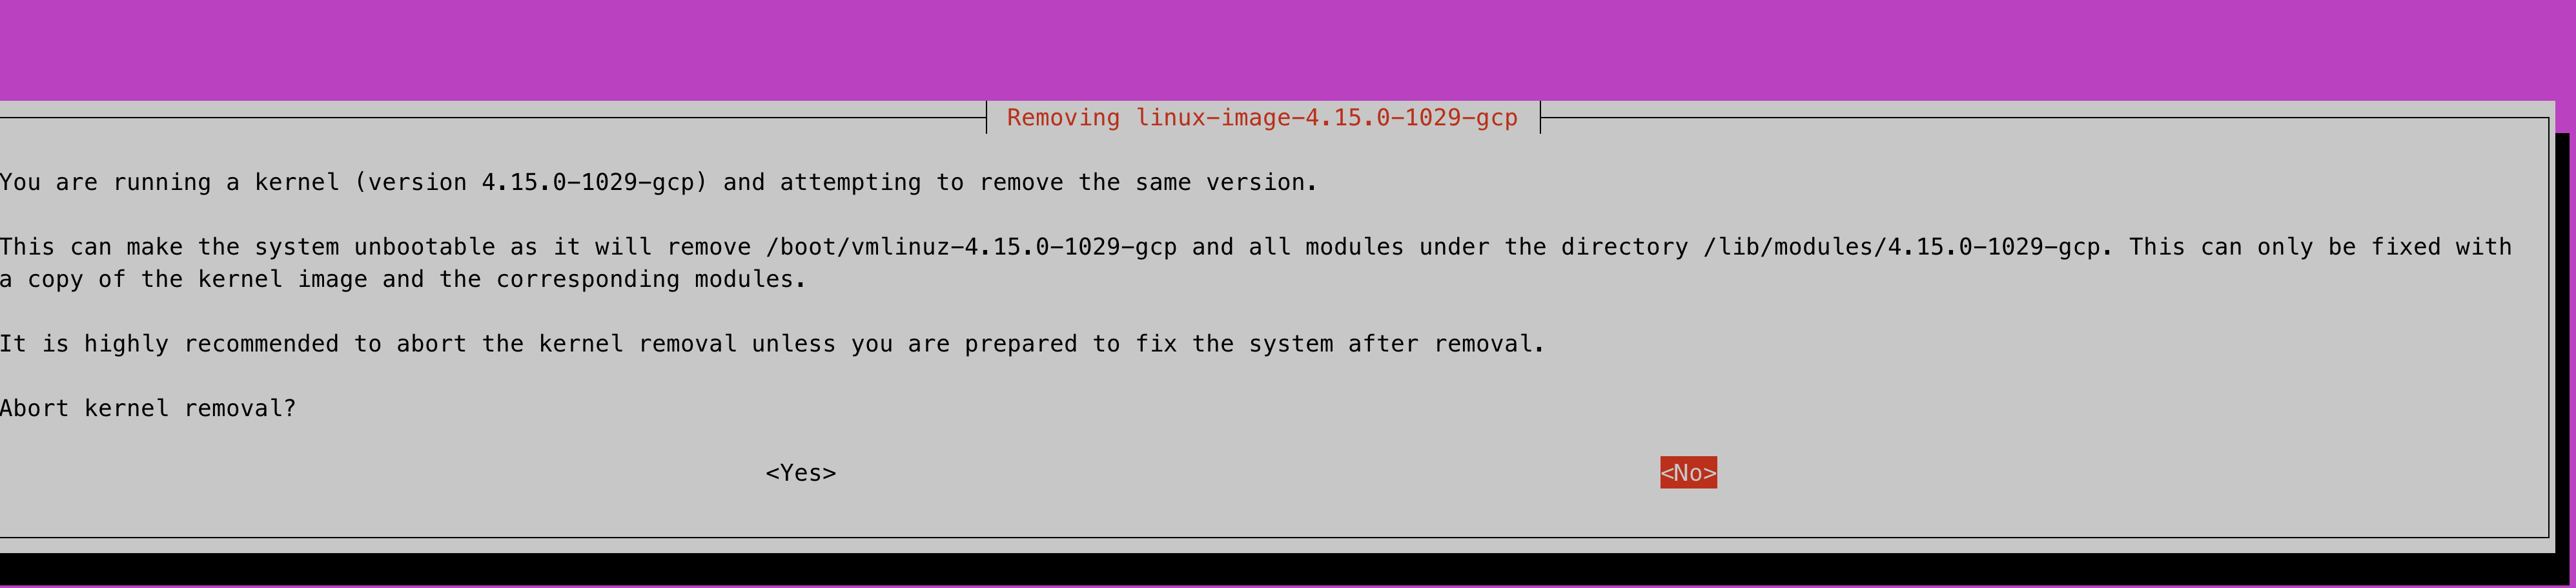 Removing linux-image-4.15.0-1029-gcp
You are running a kernel (version 4.15.0-1029-gcp) and attempting to remove the same version.
This can make the system unbootable as it will remove /boot/vmlinuz-4.15.0-1029-gcp and all modules under the directory /lib/modules/4.15.0-1029-gcp. This can only be fixed with
a copy of the kernel image and the corresponding modules.
It is highly recommended to abort the kernel removal unless you are prepared to fix the system after removal.
Abort kernel removal?
<Yes> <No>